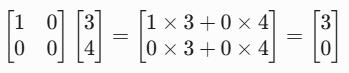 [1 0; 0 0] [3; 4] = [1 × 3 + 0 × 4; 0 × 3 + 0 × 4] = [3; 0]